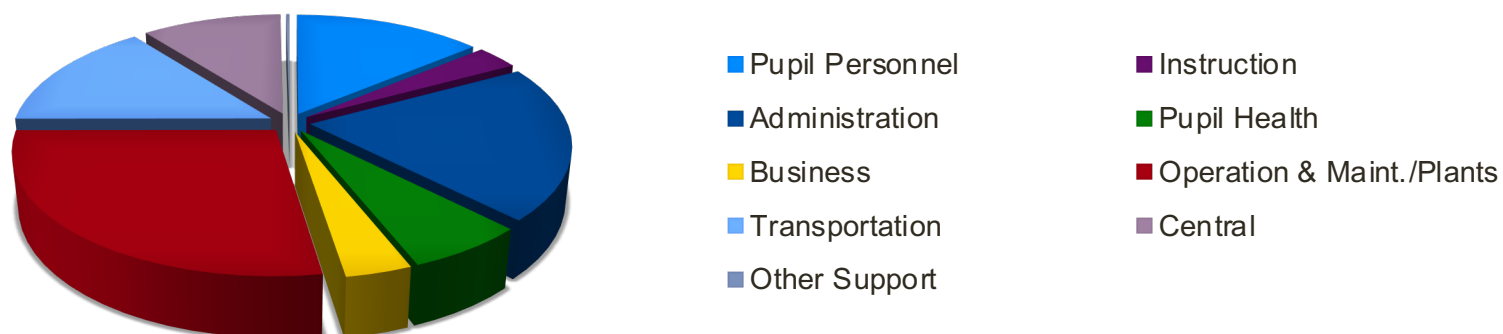 Pupil Personnel
Instruction
Administration
Pupil Health
Business
Operation & Maint./Plants
Transportation
Central
Other Support